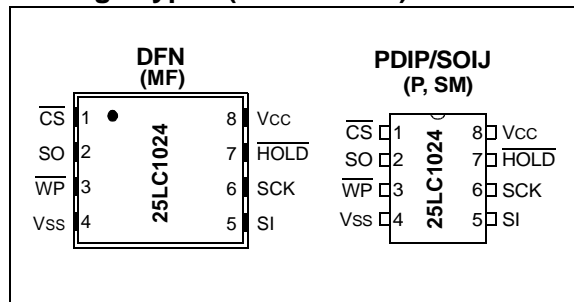 DFN
(MF)
CS 1 8 VCC
SO 2 7 HOLD
WP 3 6 SCK
VSS 4 5 SI
25LC1024
PDIP/SOIJ
(P, SM)
CS 1 8 VCC
SO 2 7 HOLD
WP 3 6 SCK
VSS 4 5 SI
25LC1024